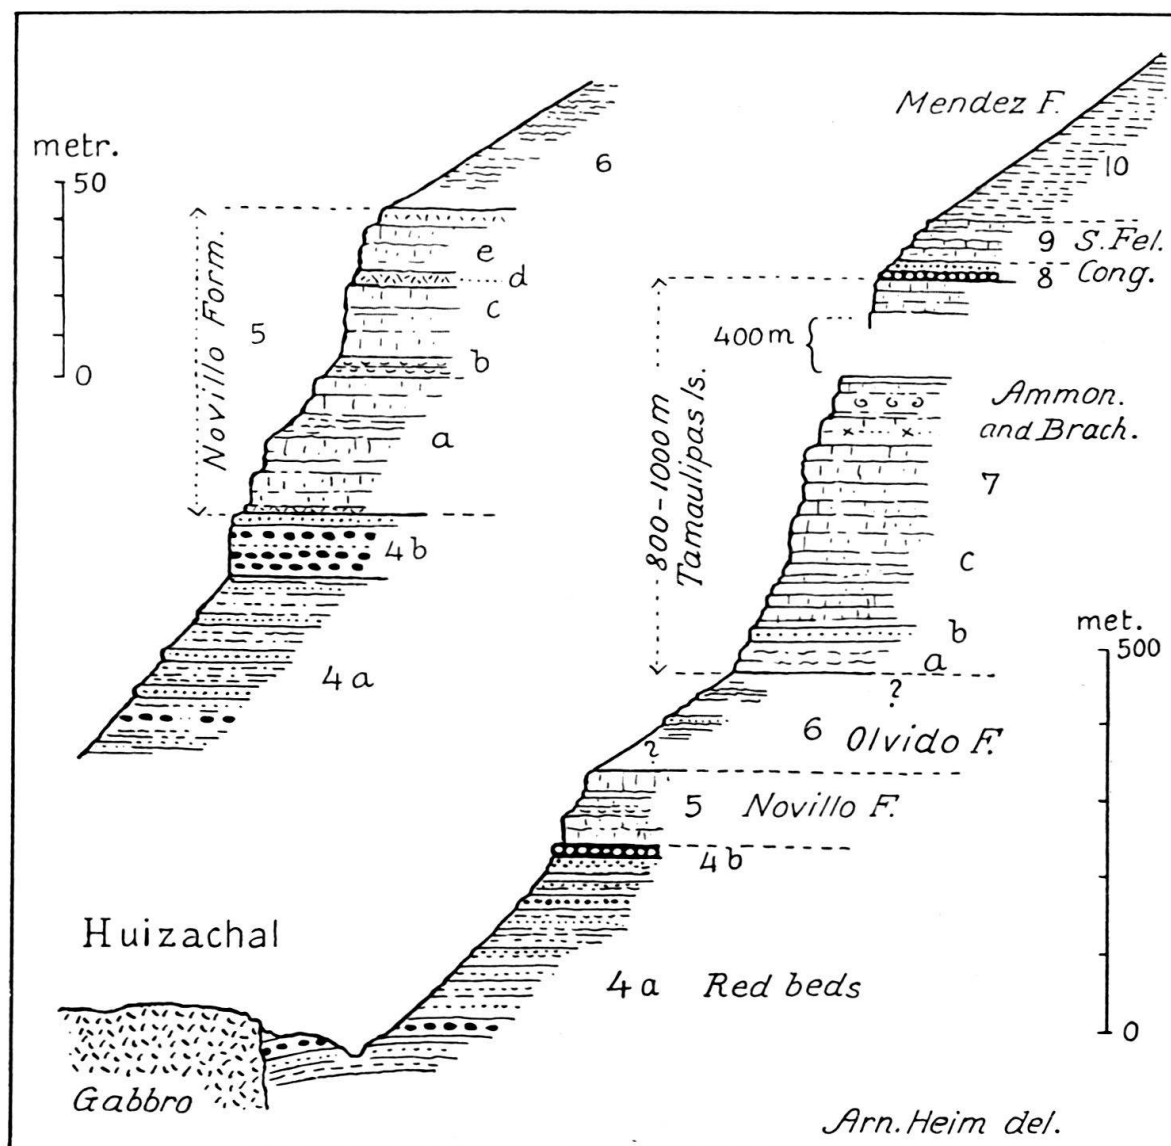 metr.
50
0
Novillo Form.
5
6
e
d
c
b
a
4b
4a
Mendez F.
10
9 S. Fel.
8 Cong.
400m
800-1000m
Tamaulipas ls.
Ammon.
and Brach.
7
c
b
a
?
6 Olvido F.
?
5 Novillo F.
4b
4a Red beds
met.
500
0
Huizachal
Gabbro
Arn. Heim del.